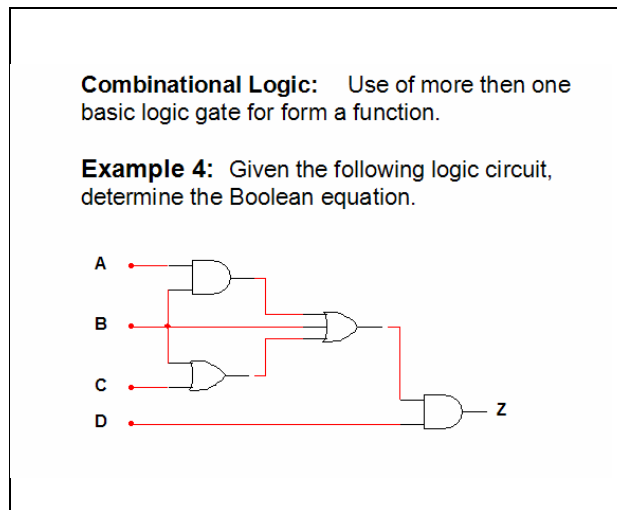 Combinational Logic: Use of more then one
basic logic gate for form a function.
Example 4: Given the following logic circuit,
determine the Boolean equation.
A
B
C
D
Z